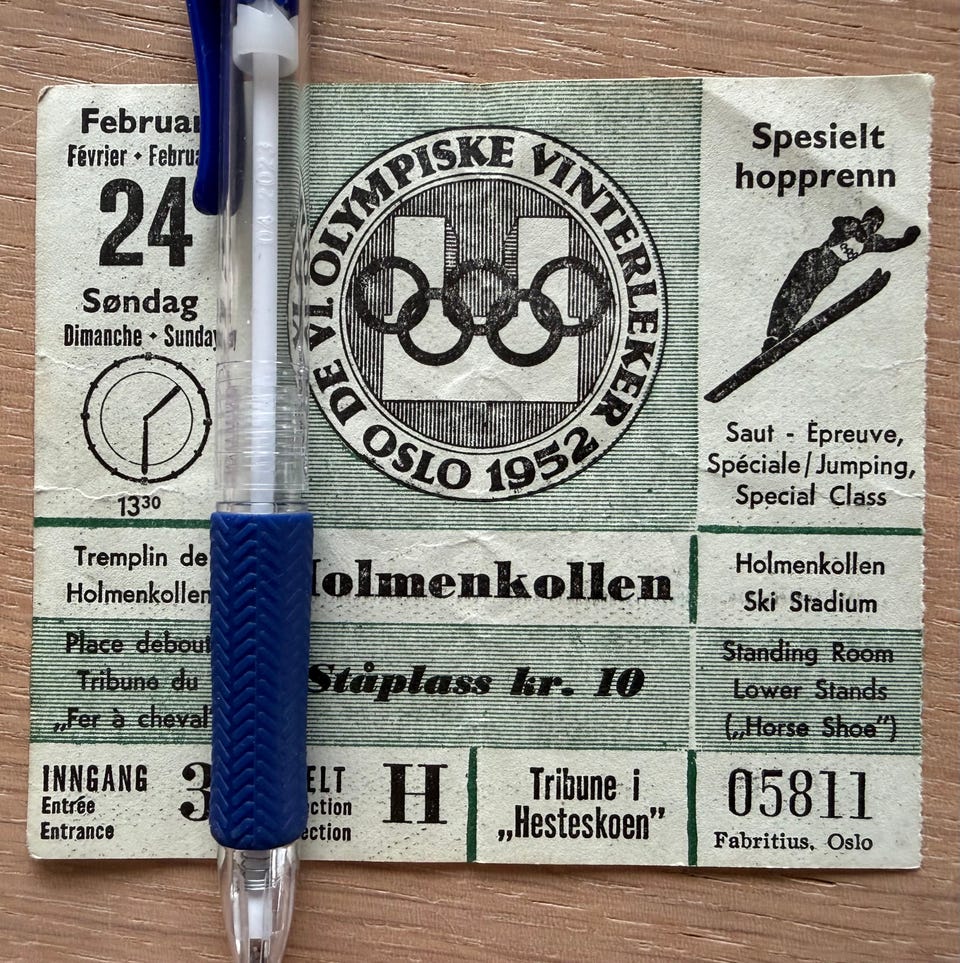 Februar
Février • Februa
24
Søndag
Dimanche • Sunday
13³⁰
DE VI. OLYMPISKE VINTERLEKER
OSLO 1952
Spesielt
hopprenn
Saut - Épreuve,
Spéciale/Jumping,
Special Class
Tremplin de
Holmenkollen
Holmenkollen
Holmenkollen
Ski Stadium
Place debout
Tribune du
„Fer à cheval"
Ståplass kr. 10
Standing Room
Lower Stands
(„Horse Shoe")
INNGANG
Entrée
Entrance
3
ELT
ction
ction
H
Tribune i
„Hesteskoen"
05811
Fabritius, Oslo